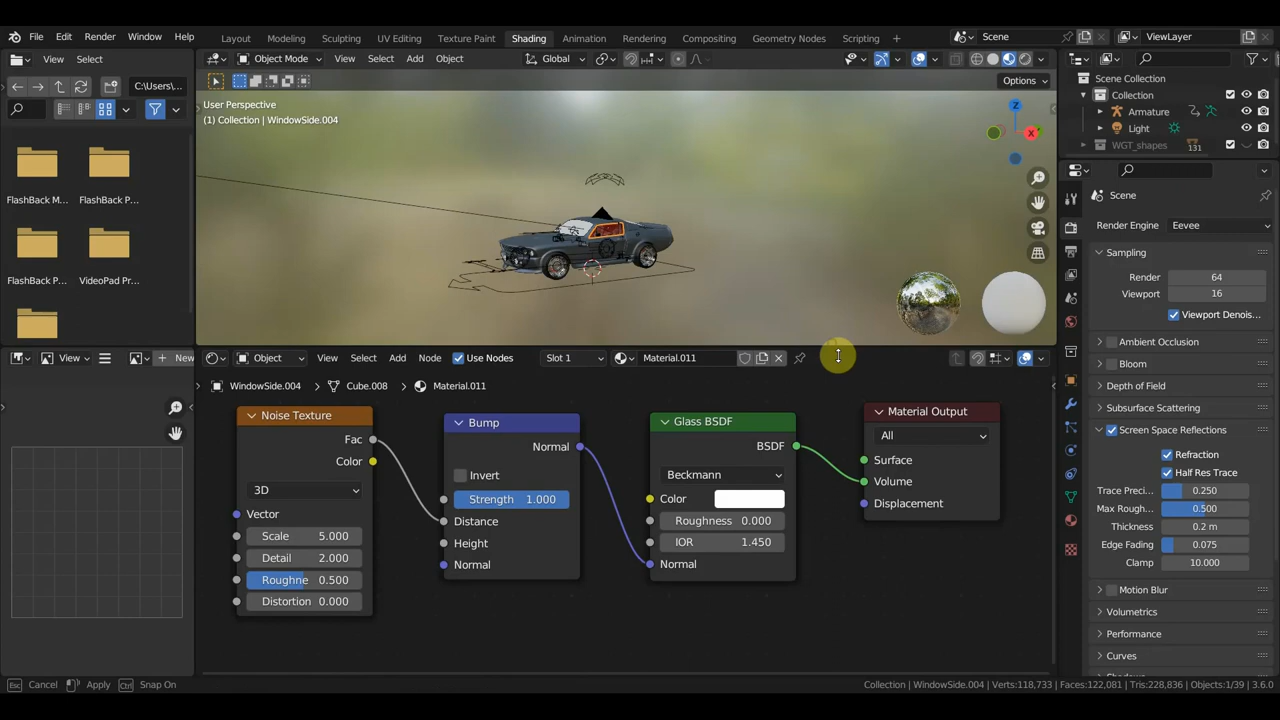 File Edit Render Window Help Layout Modeling Sculpting UV Editing Texture Paint Shading Animation Rendering Compositing Geometry Nodes Scripting + Scene ViewLayer
View Select Object Mode View Select Add Object Global
C:\Users\... Options
User Perspective
(1) Collection | WindowSide.004
Z
X
FlashBack M... FlashBack P...
FlashBack P... VideoPad Pr...
Scene Collection
Collection
Armature
Light
WGT_shapes 131
Scene
Render Engine Eevee
Sampling
Render 64
Viewport 16
Viewport Denois...
Ambient Occlusion
Bloom
Depth of Field
Subsurface Scattering
Screen Space Reflections
Refraction
Half Res Trace
Trace Preci... 0.250
Max Rough... 0.500
Thickness 0.2 m
Edge Fading 0.075
Clamp 10.000
Motion Blur
Volumetrics
Performance
Curves
View New Object View Select Add Node Use Nodes Slot 1 Material.011
WindowSide.004 > Cube.008 > Material.011
Noise Texture
Fac
Color
3D
Vector
Scale 5.000
Detail 2.000
Roughne 0.500
Distortion 0.000
Bump
Normal
Invert
Strength 1.000
Distance
Height
Normal
Glass BSDF
BSDF
Beckmann
Color
Roughness 0.000
IOR 1.450
Normal
Material Output
All
Surface
Volume
Displacement
Esc Cancel Apply Ctrl Snap On Collection | WindowSide.004 | Verts:118,733 | Faces:122,081 | Tris:228,836 | Objects:1/39 | 3.6.0